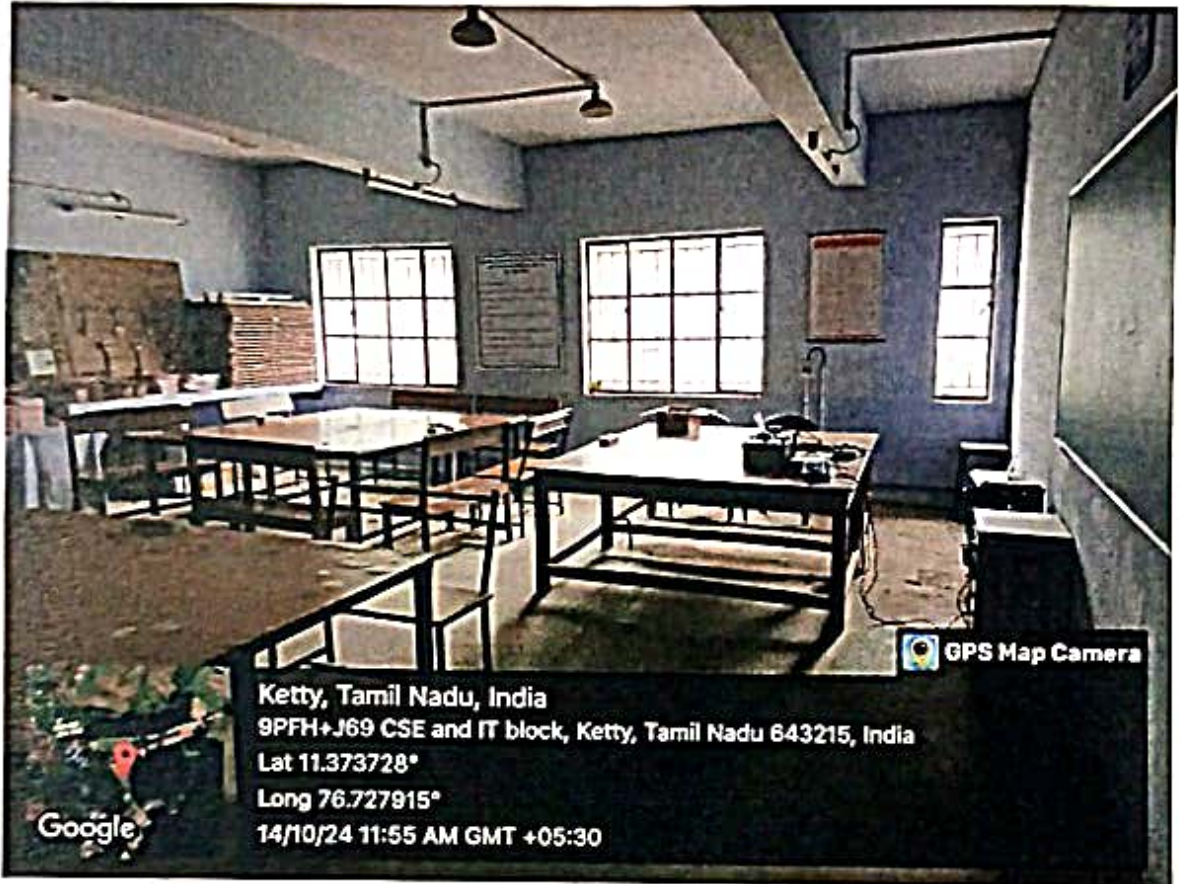 GPS Map Camera
Ketty, Tamil Nadu, India
9PFH+J69 CSE and IT block, Ketty, Tamil Nadu 643215, India
Lat 11.373728°
Long 76.727915°
14/10/24 11:55 AM GMT +05:30
Google